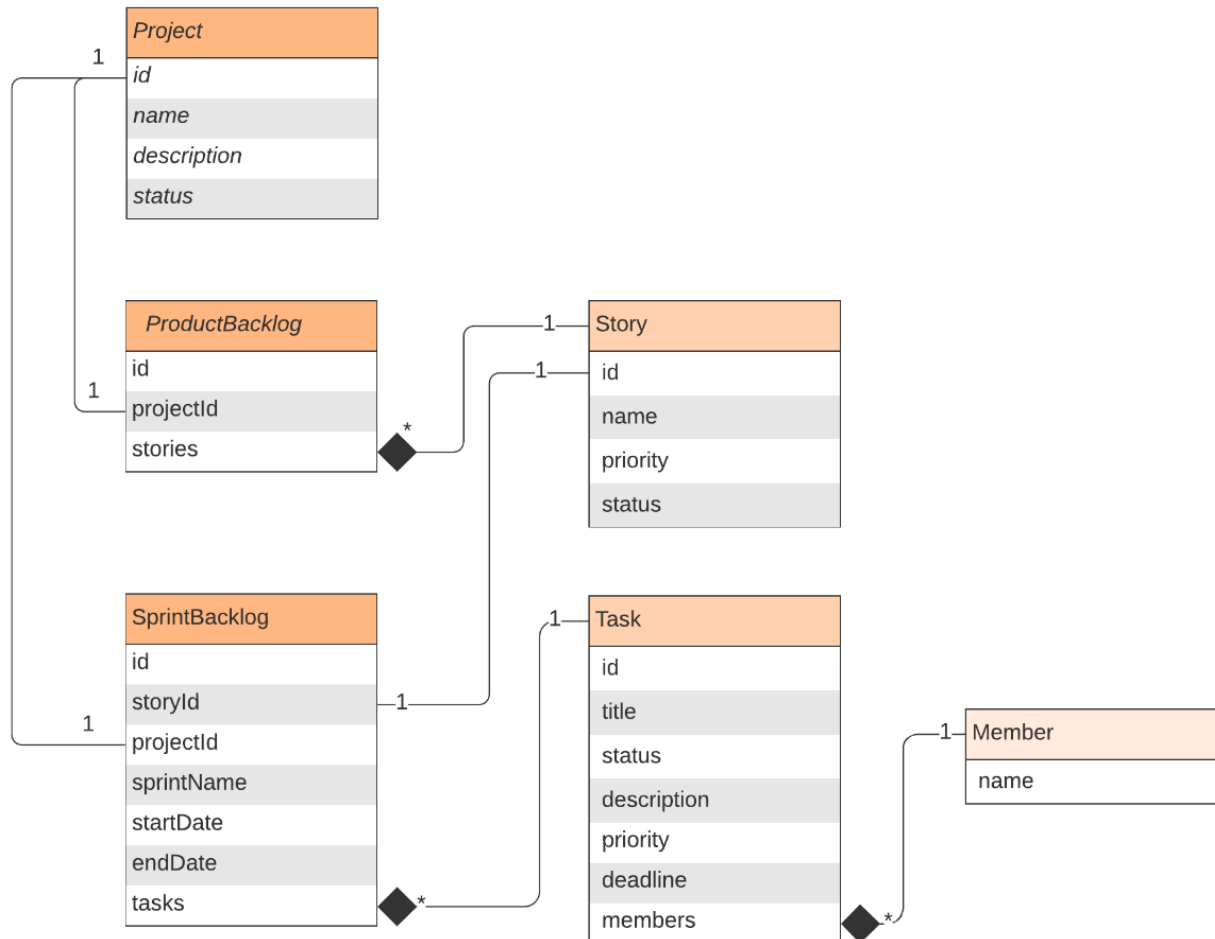 Project
1
id
name
description
status
ProductBacklog
id
1
projectId
stories
*
1
Story
1
id
name
priority
status
SprintBacklog
id
storyId
1
1
projectId
sprintName
startDate
endDate
tasks
*
1
Task
id
title
status
description
priority
deadline
members
*
1
Member
name